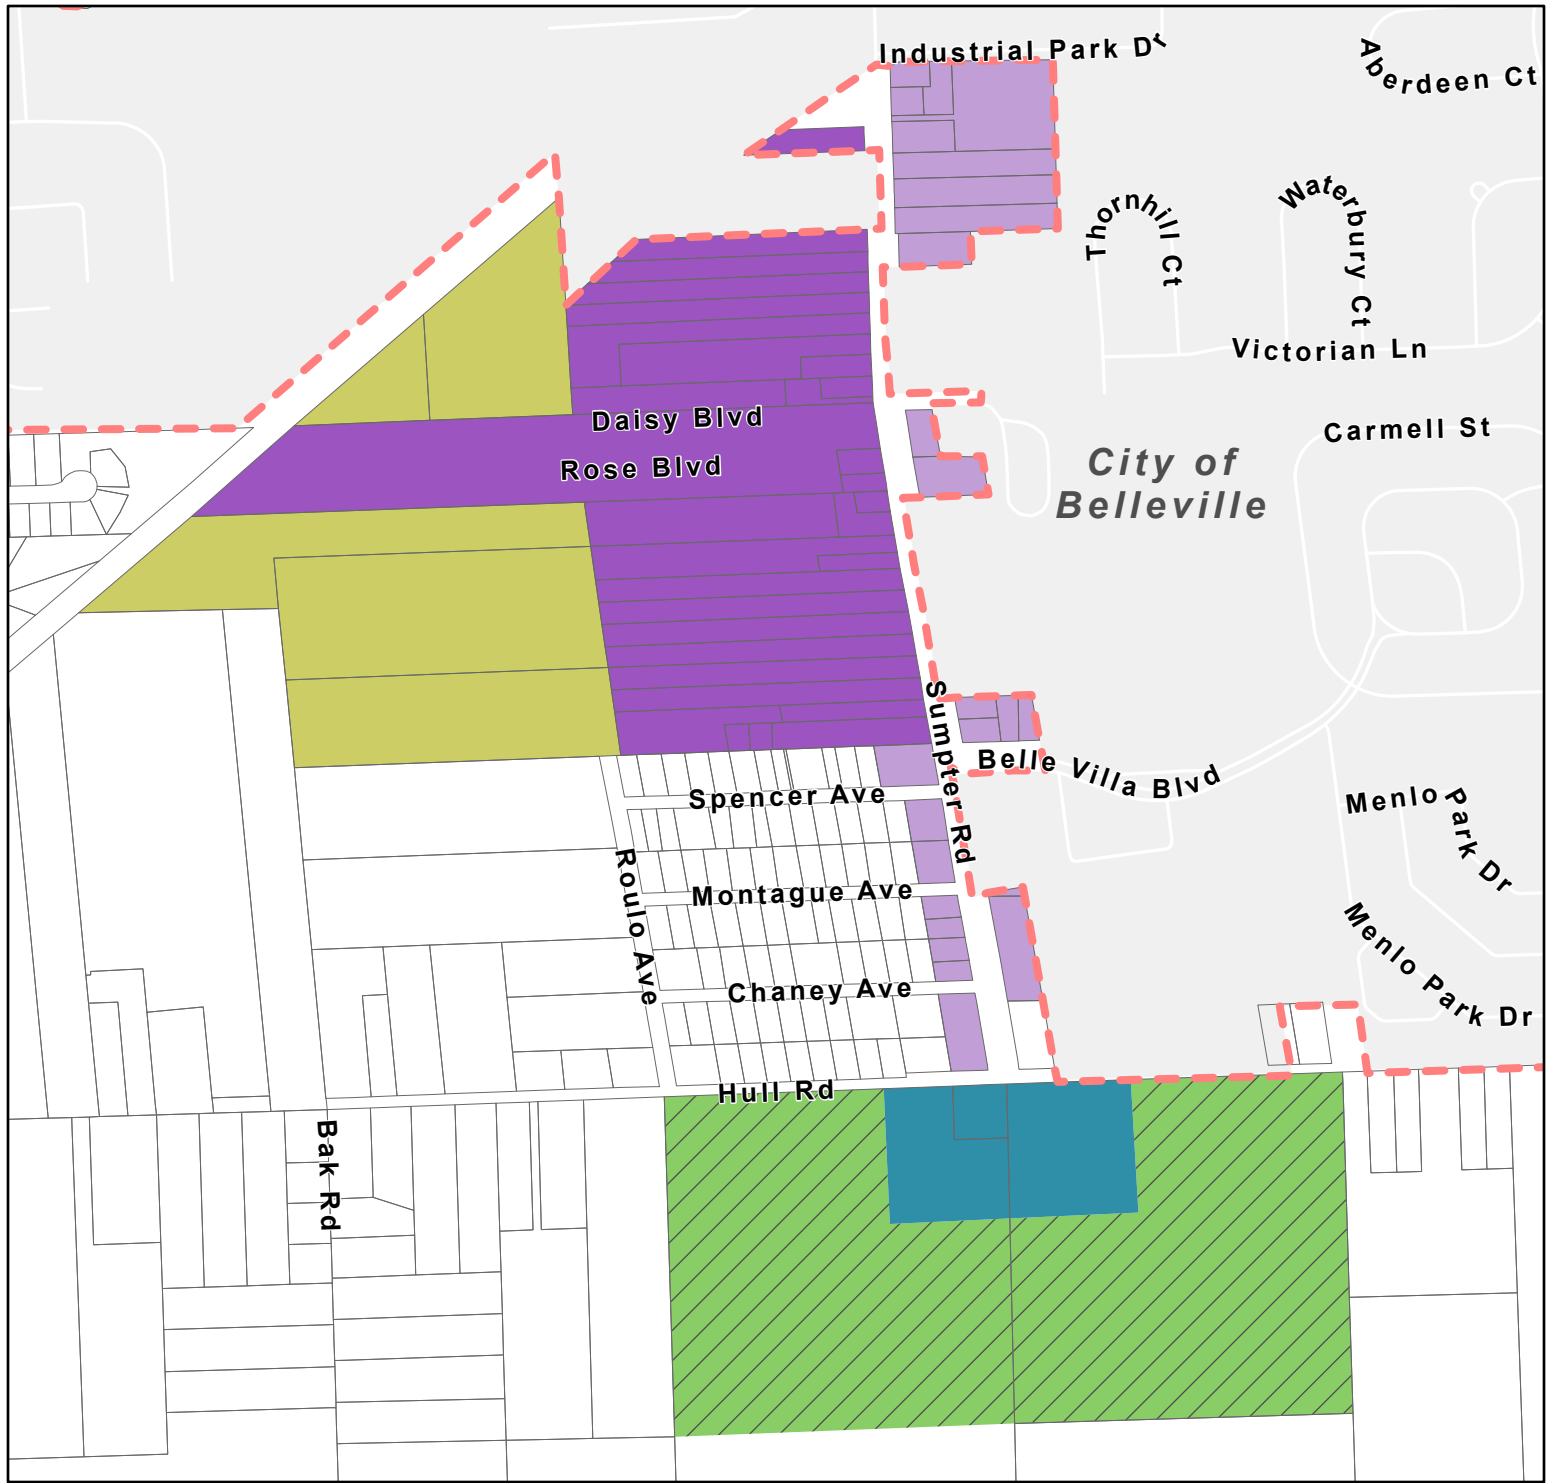 Industrial Park Dr
Aberdeen Ct
Thornhill Ct
Waterbury Ct
Victorian Ln
Daisy Blvd
Carmell St
Rose Blvd
City of
Belleville
Sumpter Rd
Belle Villa Blvd
Spencer Ave
Menlo Park Dr
Roulo Ave
Montague Ave
Menlo Park Dr
Chaney Ave
Hull Rd
Bak Rd